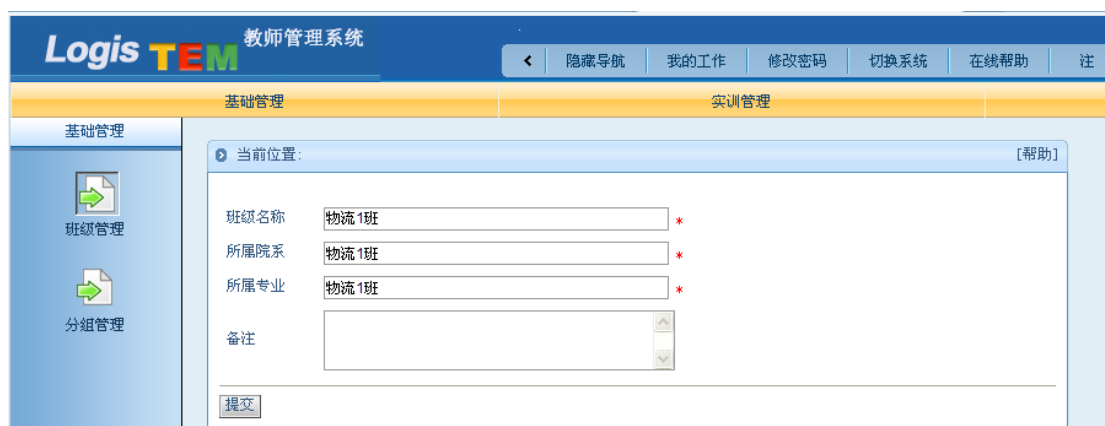 Logis TEM 教师管理系统
隐藏导航 我的工作 修改密码 切换系统 在线帮助 注
基础管理 实训管理
基础管理
当前位置: [帮助]
班级管理
分组管理
班级名称 物流1班 *
所属院系 物流1班 *
所属专业 物流1班 *
备注
提交